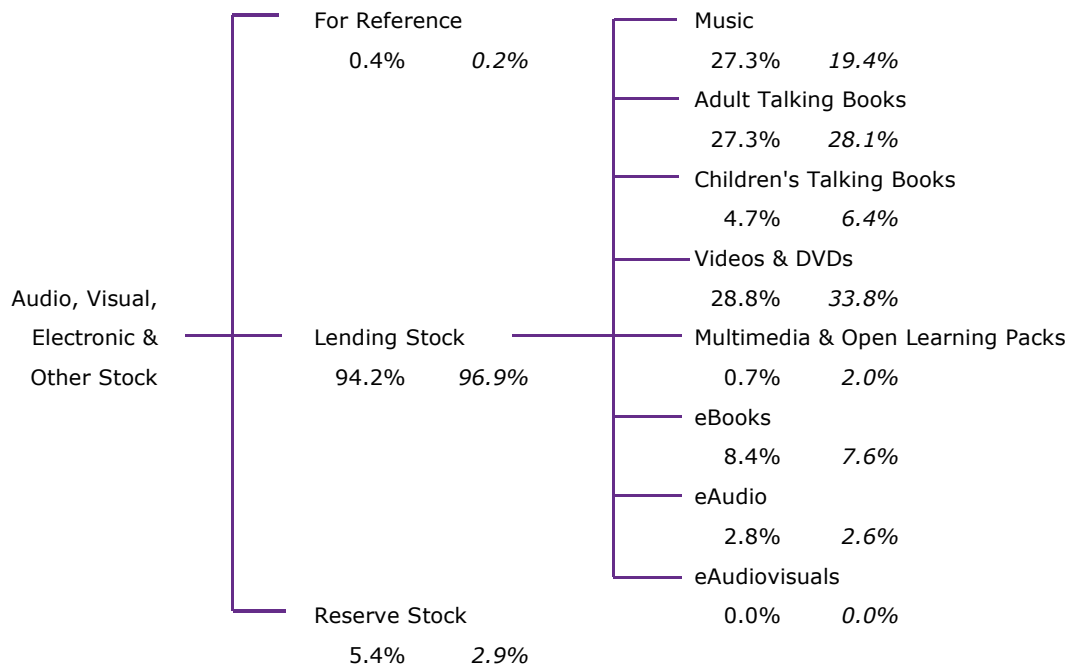 Audio, Visual,
Electronic &
Other Stock
For Reference
0.4% 0.2%
Lending Stock
94.2% 96.9%
Reserve Stock
5.4% 2.9%
Music
27.3% 19.4%
Adult Talking Books
27.3% 28.1%
Children's Talking Books
4.7% 6.4%
Videos & DVDs
28.8% 33.8%
Multimedia & Open Learning Packs
0.7% 2.0%
eBooks
8.4% 7.6%
eAudio
2.8% 2.6%
eAudiovisuals
0.0% 0.0%